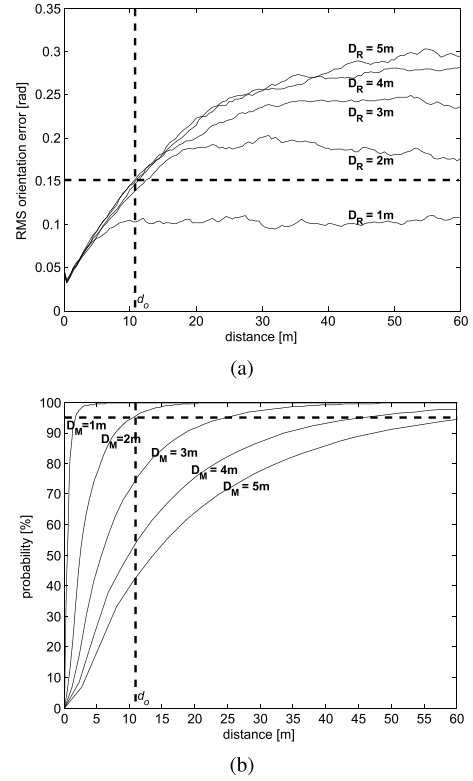 0.35
0.3
0.25
0.2
0.15
0.1
0.05
0
RMS orientation error [rad]
D_R = 5m
D_R = 4m
D_R = 3m
D_R = 2m
D_R = 1m
d_o
0 10 20 30 40 50 60
distance [m]
(a)
100
90
80
70
60
50
40
30
20
10
0
probability [%]
D_M=1m
D_M=2m
D_M = 3m
D_M = 4m
D_M = 5m
d_o
0 5 10 15 20 25 30 35 40 45 50 55 60
distance [m]
(b)